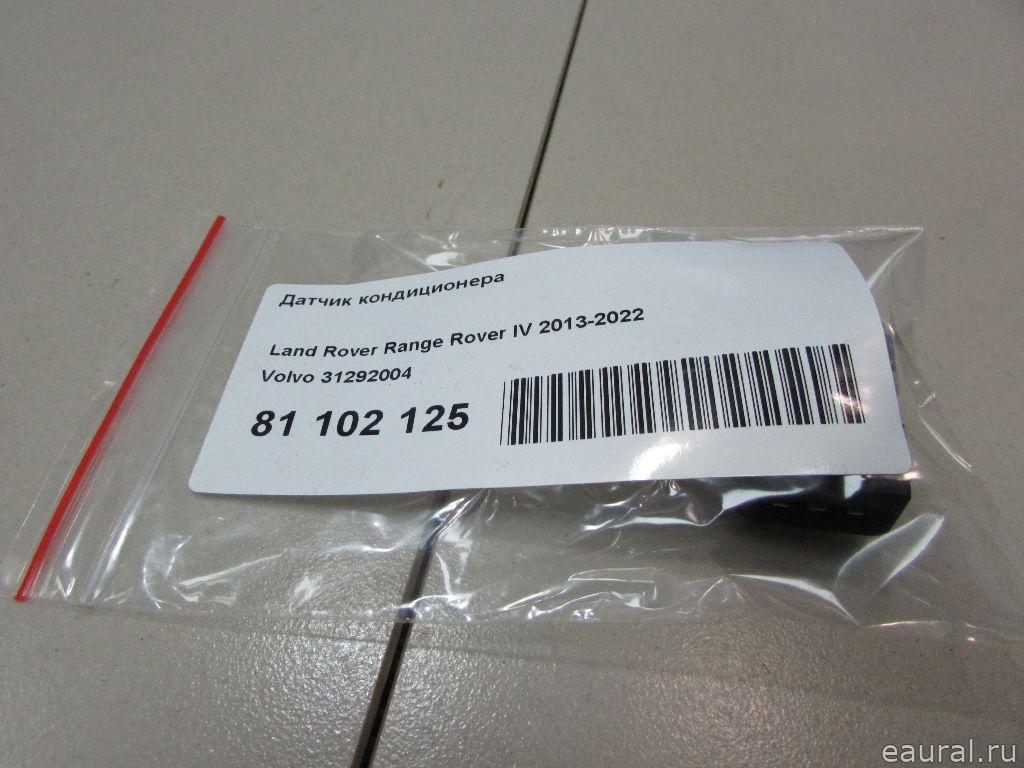 Датчик кондиционера
Land Rover Range Rover IV 2013-2022
Volvo 31292004
81 102 125
eaural.ru